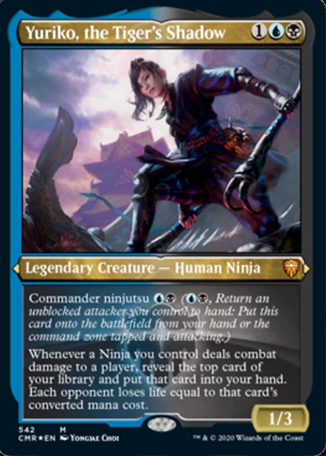 Yuriko, the Tiger's Shadow 1
Legendary Creature — Human Ninja
Commander ninjutsu (, Return an
unblocked attacker you control to hand: Put this
card onto the battlefield from your hand or the
command zone tapped and attacking.)
Whenever a Ninja you control deals combat
damage to a player, reveal the top card of
your library and put that card into your hand.
Each opponent loses life equal to that card's
converted mana cost.
1/3
542 M
CMR EN YONGJAE CHOI
™ & © 2020 Wizards of the Coast